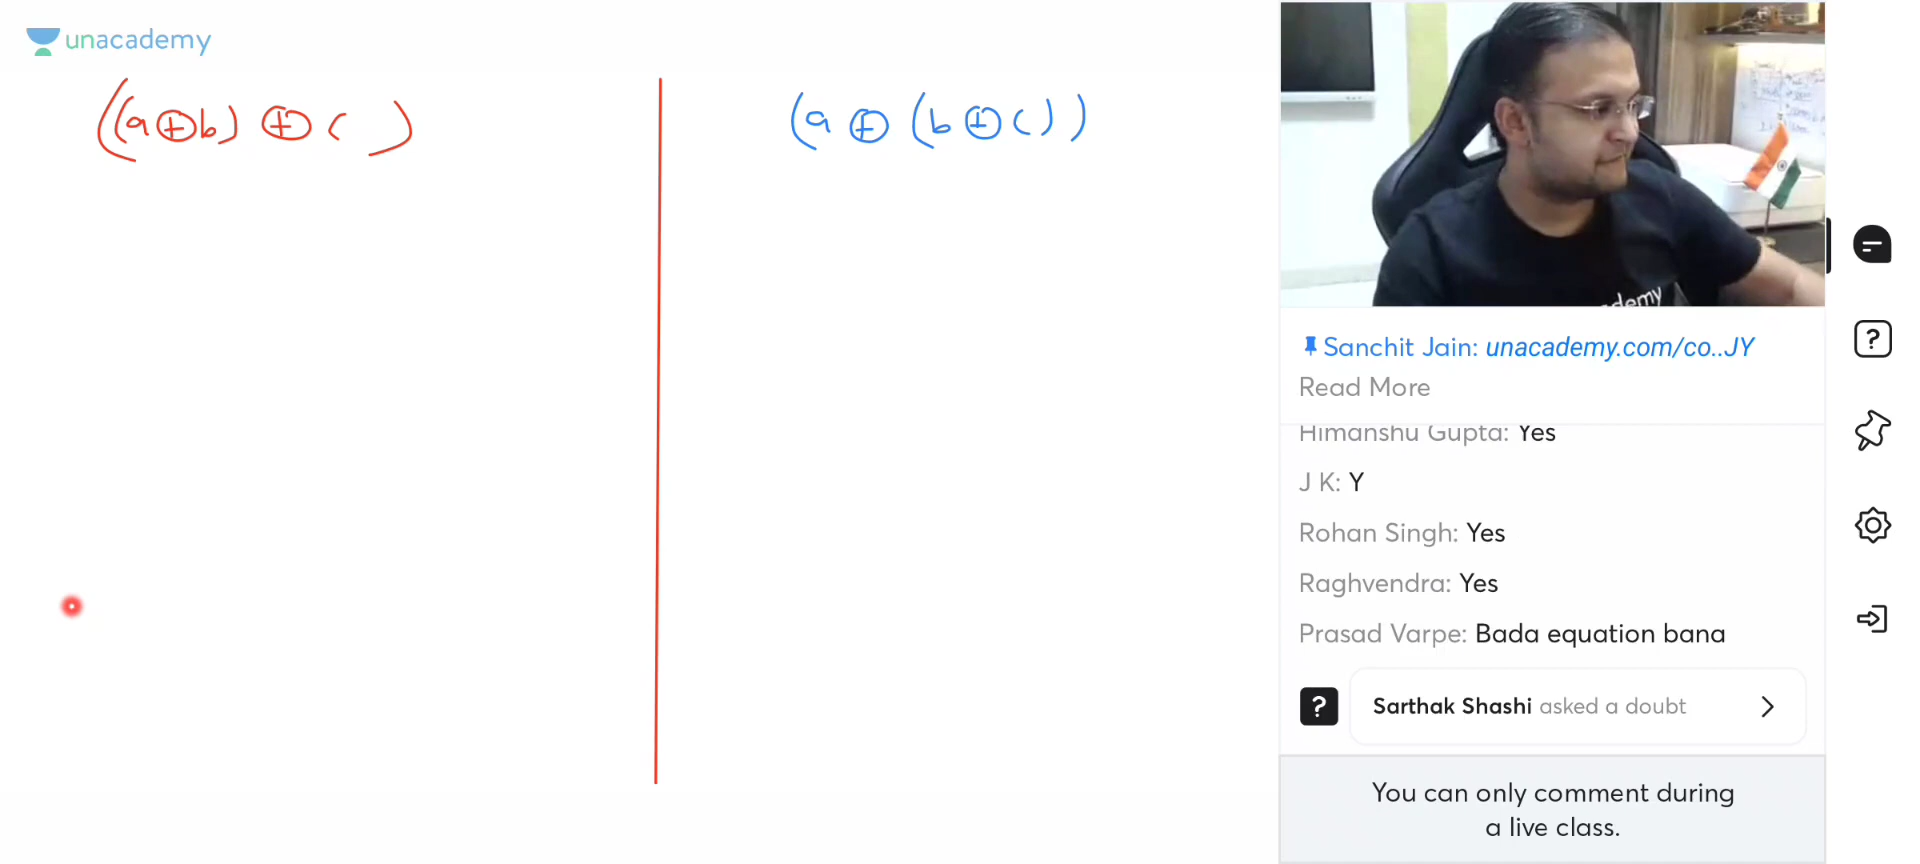 unacademy
((a⊕b) ⊕ c )
(a ⊕ (b ⊕ c))
demy
Sanchit Jain: unacademy.com/co..JY
Read More
Himanshu Gupta: Yes
J K: Y
Rohan Singh: Yes
Raghvendra: Yes
Prasad Varpe: Bada equation bana
? Sarthak Shashi asked a doubt
You can only comment during
a live class.
?